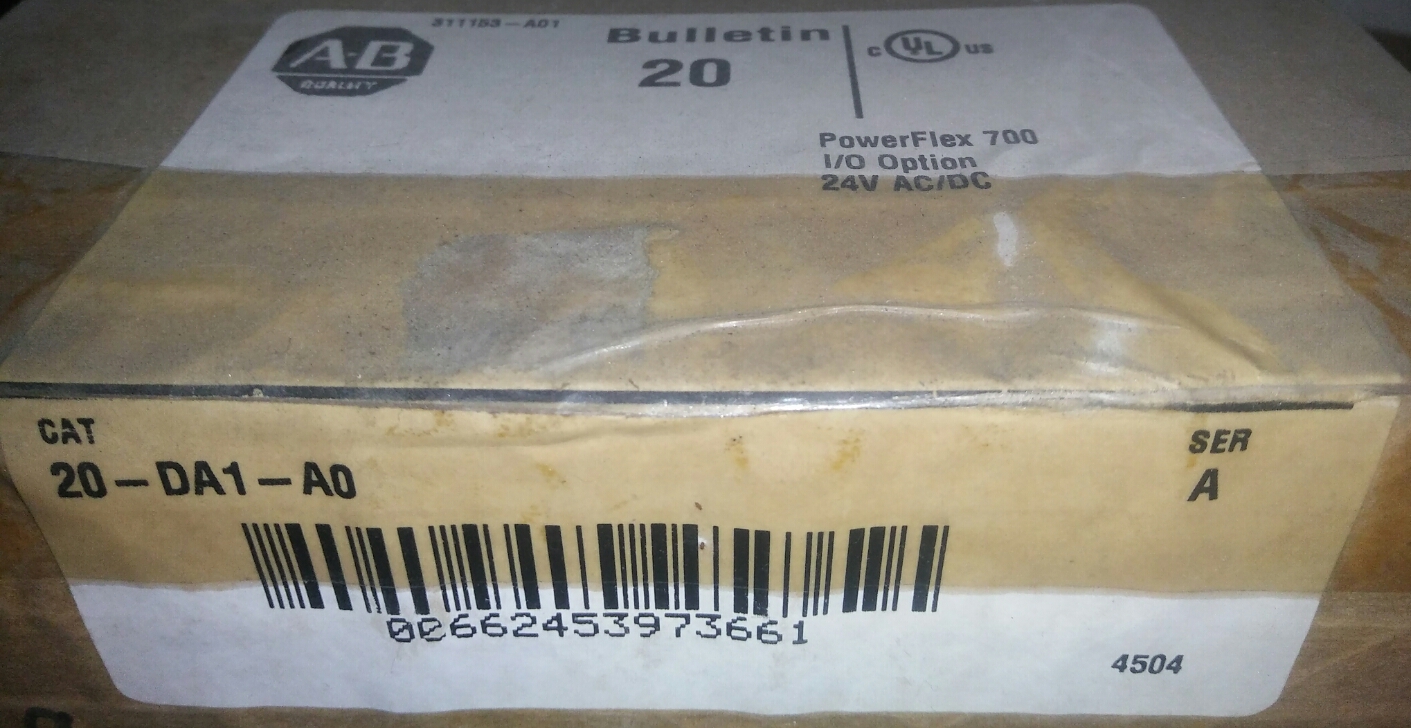 311153-A01
A-B
QUALITY
Bulletin
20
C UL US
PowerFlex 700
I/O Option
24V AC/DC
CAT
20-DA1-A0
SER
A
00662453973661
4504